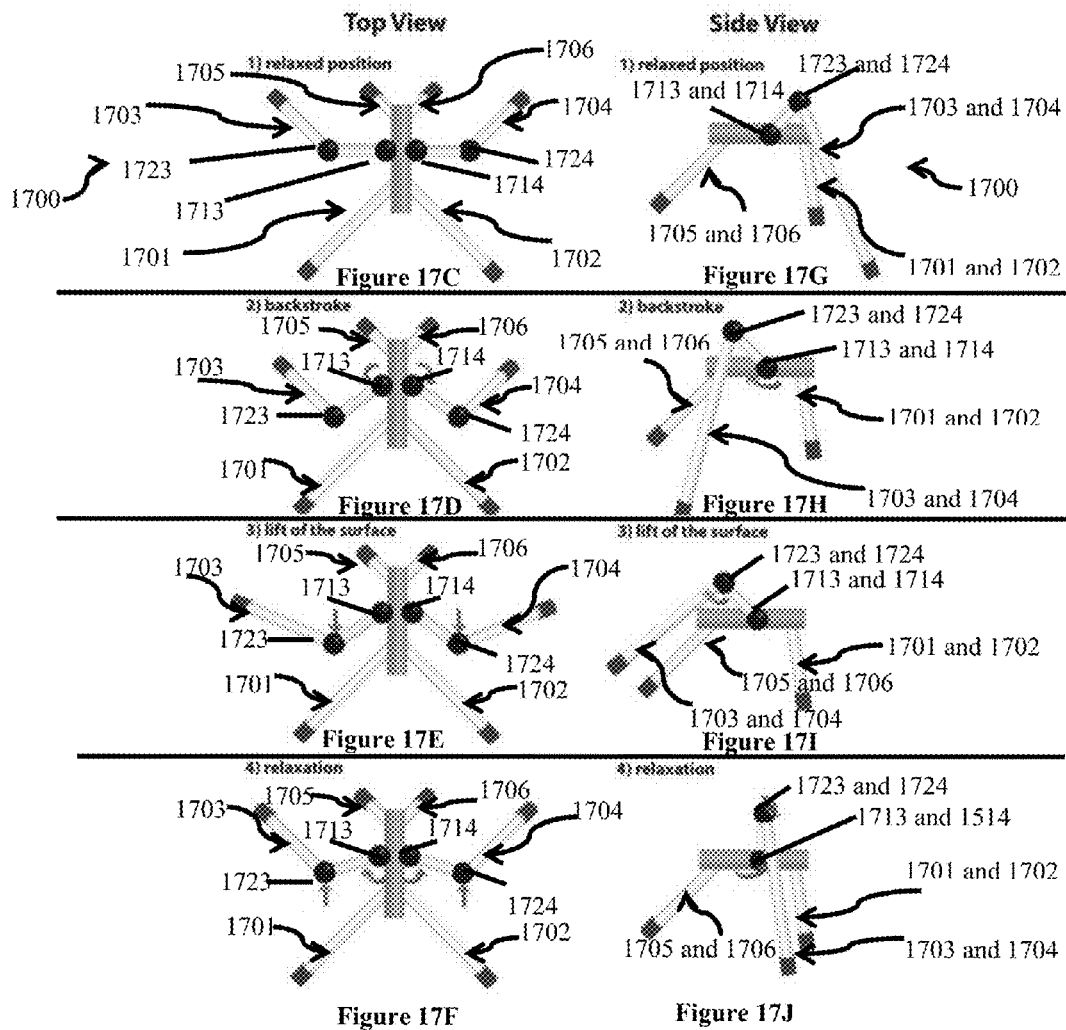 Top View
Side View
1) relaxed position
1705
1706
1703
1704
1723
1724
1700
1713
1714
1701
1702
Figure 17C
1) relaxed position
1723 and 1724
1713 and 1714
1703 and 1704
1700
1705 and 1706
1701 and 1702
Figure 17G
2) backstroke
1705
1706
1703
1713
1714
1704
1723
1724
1701
1702
Figure 17D
2) backstroke
1723 and 1724
1705 and 1706
1713 and 1714
1701 and 1702
1703 and 1704
Figure 17H
3) lift of the surface
1705
1706
1703
1704
1713
1714
1723
1724
1701
1702
Figure 17E
3) lift of the surface
1723 and 1724
1713 and 1714
1701 and 1702
1705 and 1706
1703 and 1704
Figure 17I
4) relaxation
1705
1706
1703
1704
1713
1714
1723
1724
1701
1702
Figure 17F
4) relaxation
1723 and 1724
1713 and 1514
1701 and 1702
1705 and 1706
1703 and 1704
Figure 17J